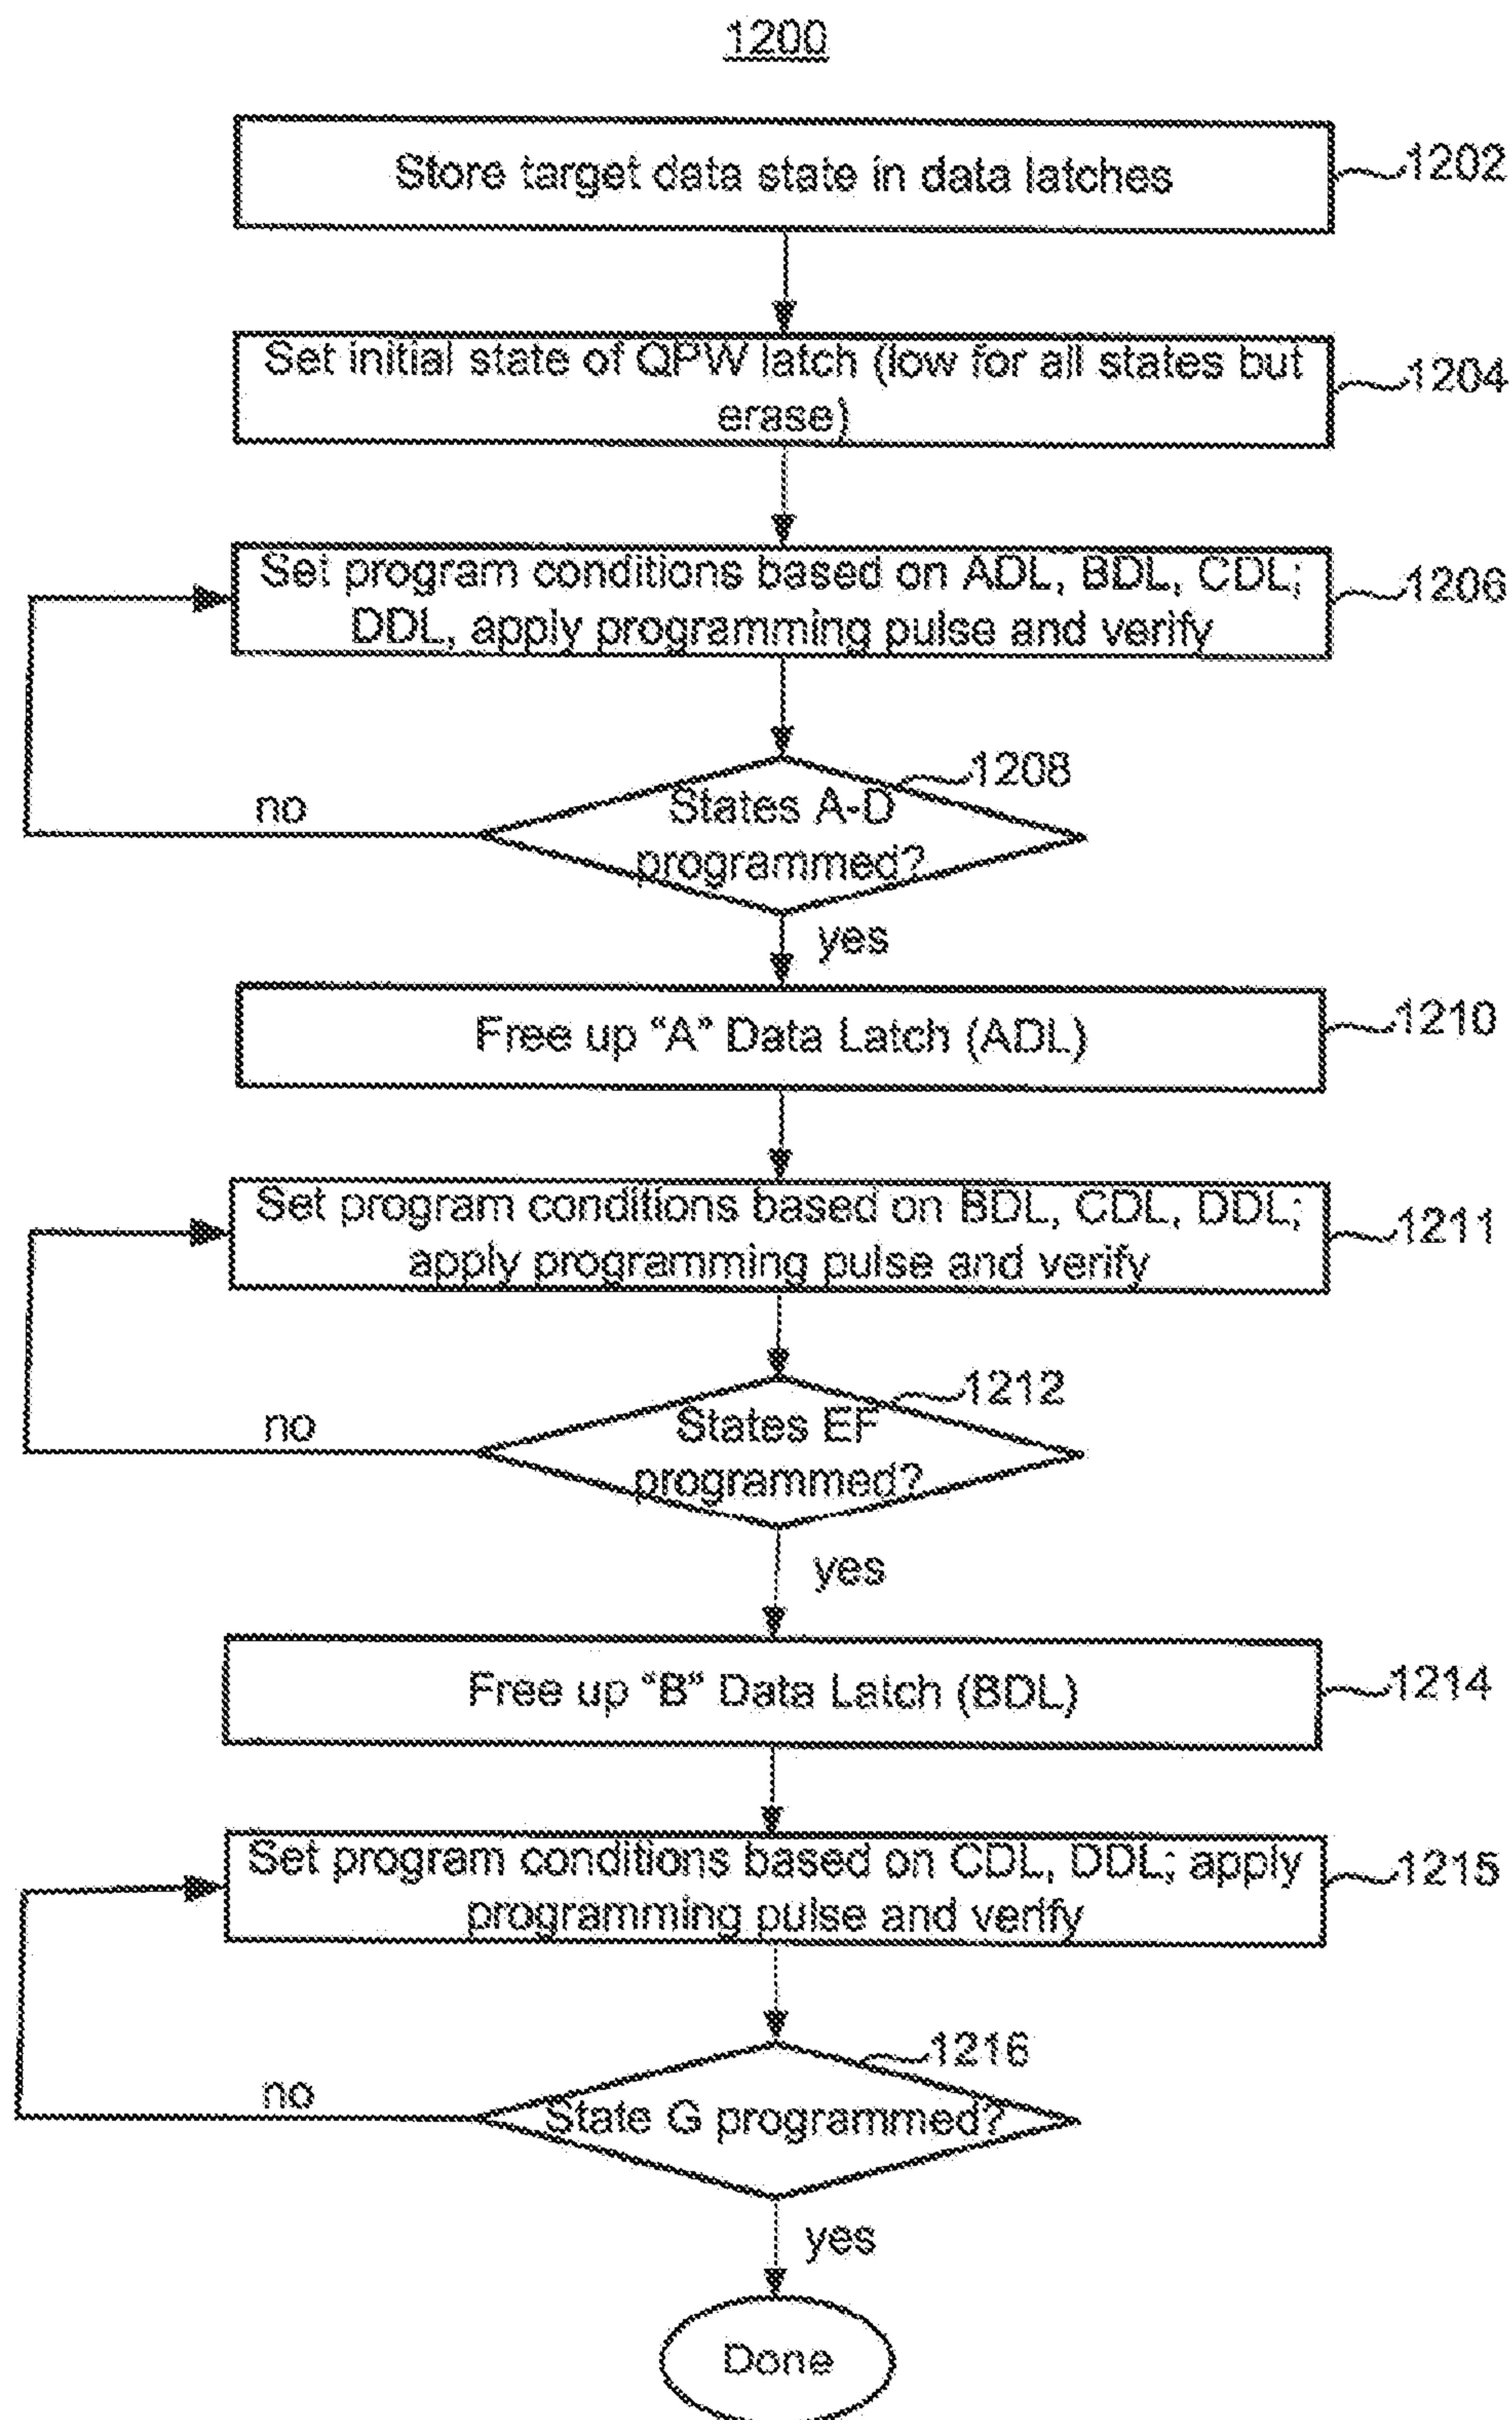 1200
Store target data state in data latches
1202
Set initial state of QPW latch (low for all states but
erase)
1204
Set program conditions based on ADL, BDL, CDL;
DDL, apply programming pulse and verify
1206
1208
States A-D
programmed?
no
yes
Free up "A" Data Latch (ADL)
1210
Set program conditions based on BDL, CDL, DDL;
apply programming pulse and verify
1211
1212
States EF
programmed?
no
yes
Free up "B" Data Latch (BDL)
1214
Set program conditions based on CDL, DDL; apply
programming pulse and verify
1215
1216
State G programmed?
no
yes
Done